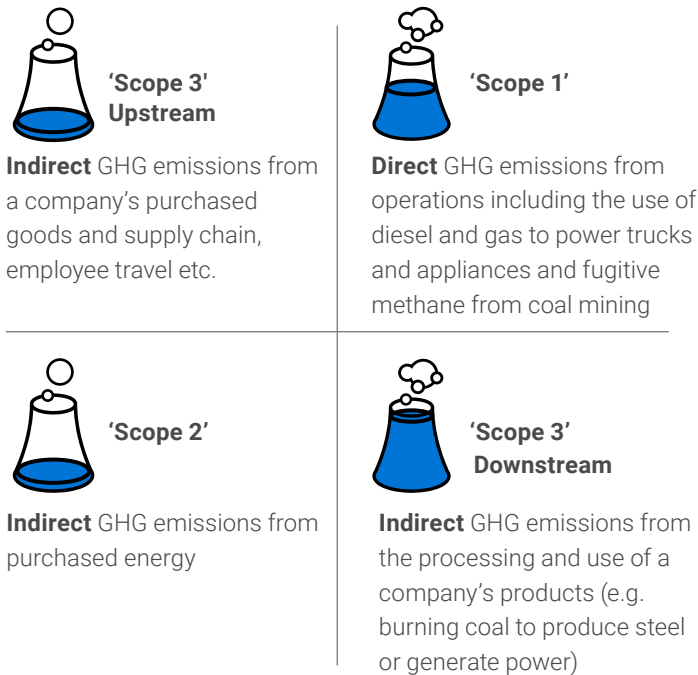 ‘Scope 3'
Upstream
Indirect GHG emissions from
a company’s purchased
goods and supply chain,
employee travel etc.
‘Scope 1’
Direct GHG emissions from
operations including the use of
diesel and gas to power trucks
and appliances and fugitive
methane from coal mining
‘Scope 2’
Indirect GHG emissions from
purchased energy
‘Scope 3’
Downstream
Indirect GHG emissions from
the processing and use of a
company’s products (e.g.
burning coal to produce steel
or generate power)